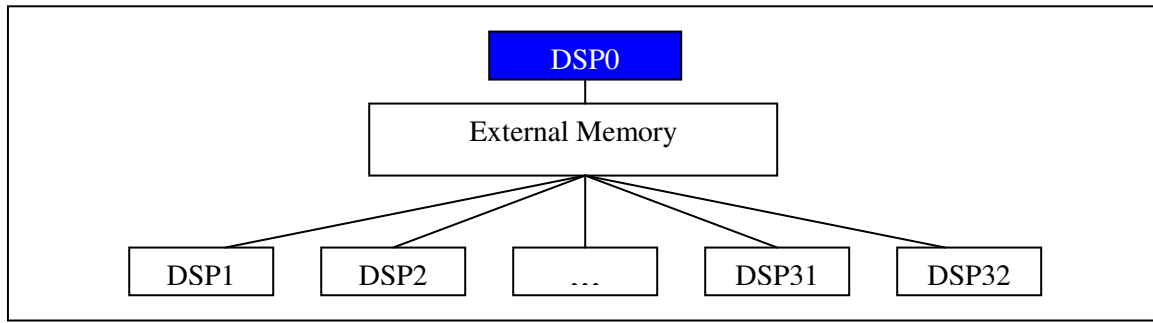 DSP0
External Memory
DSP1
DSP2
…
DSP31
DSP32